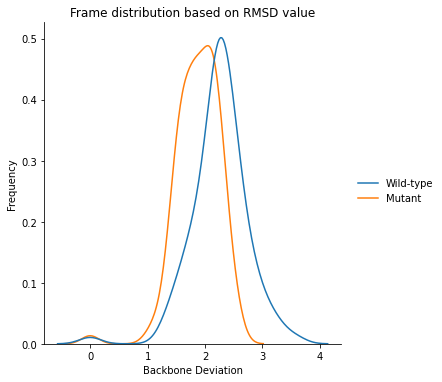 Frame distribution based on RMSD value
Frequency
0.5
0.4
0.3
0.2
0.1
0.0
0 1 2 3 4
Backbone Deviation
Wild-type
Mutant